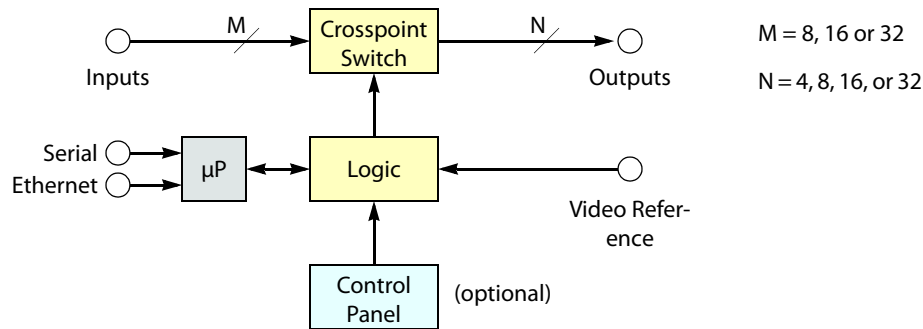 M
Crosspoint
Switch
N
M = 8, 16 or 32
Inputs
Outputs
N = 4, 8, 16, or 32
Serial
Ethernet
µP
Logic
Video Refer-
ence
Control
Panel
(optional)